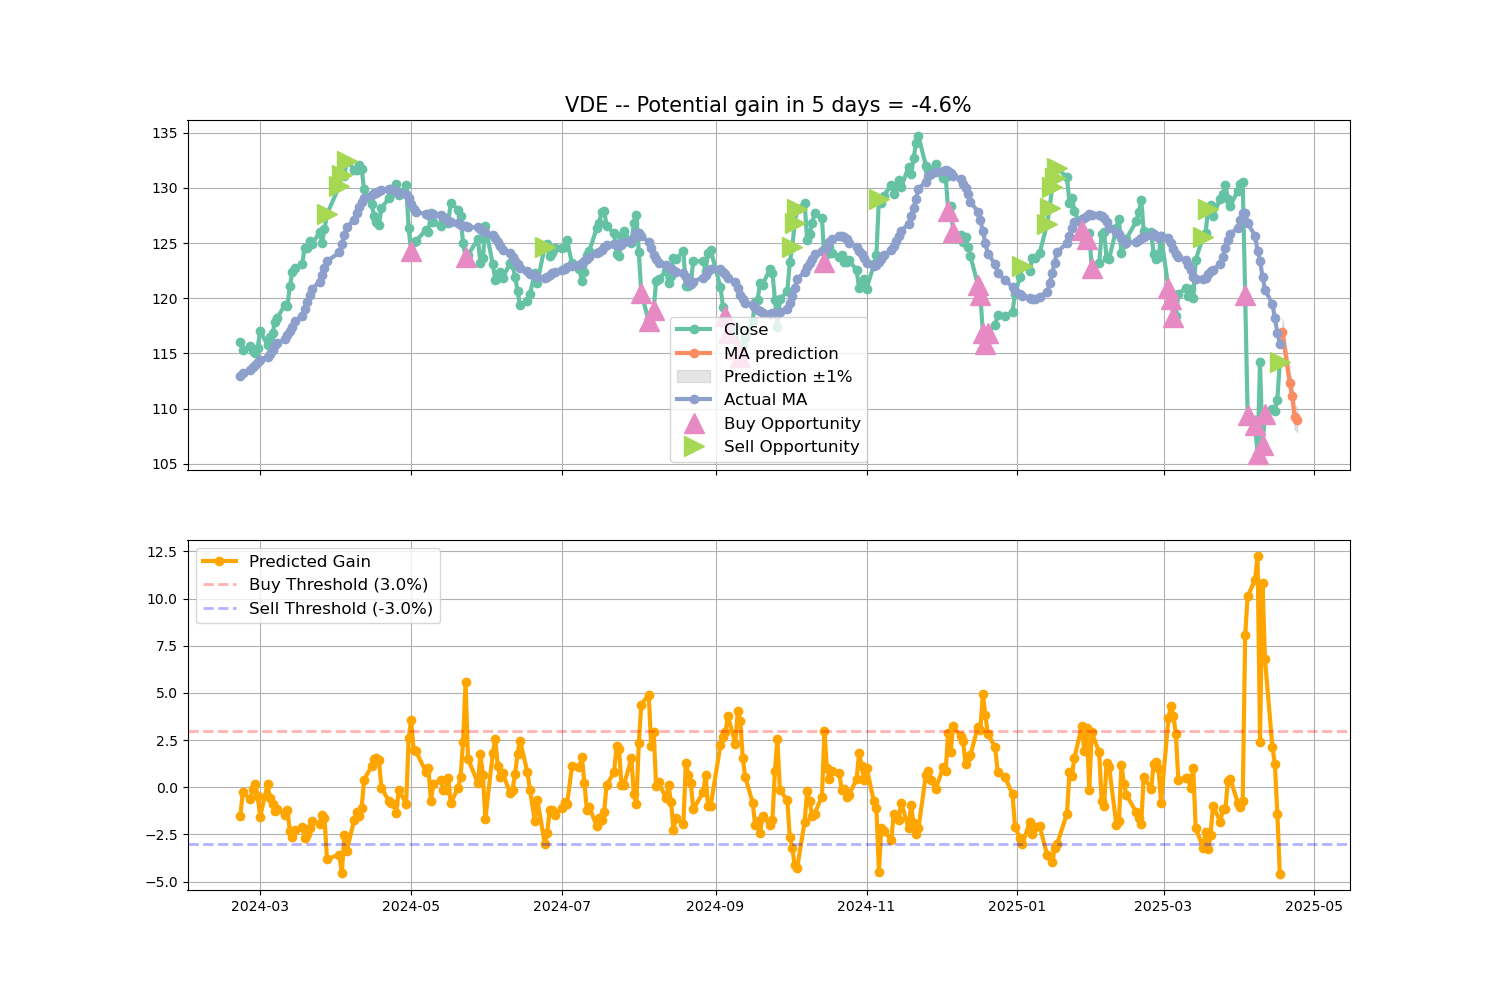 VDE -- Potential gain in 5 days = -4.6%
135
130
125
120
115
110
105
Close
MA prediction
Prediction ±1%
Actual MA
Buy Opportunity
Sell Opportunity
12.5
10.0
7.5
5.0
2.5
0.0
−2.5
−5.0
Predicted Gain
Buy Threshold (3.0%)
Sell Threshold (-3.0%)
2024-03
2024-05
2024-07
2024-09
2024-11
2025-01
2025-03
2025-05